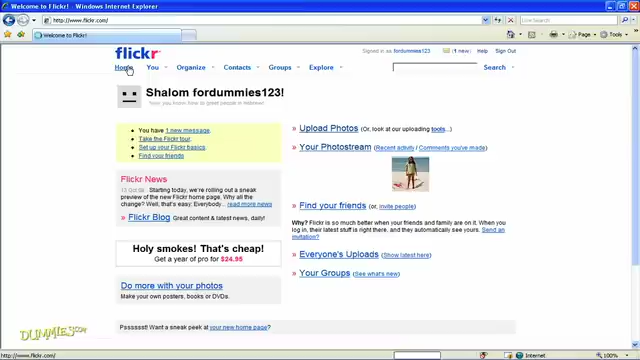 Welcome to Flickr! - Windows Internet Explorer
http://www.flickr.com/
Live Search
Welcome to Flickr!
Page
Tools
flickr
Signed in as fordummies123
(1 new)
Help
Sign Out
Home
You
Organize
Contacts
Groups
Explore
Search
Shalom fordummies123!
Now you know how to greet people in Hebrew!
You have 1 new message.
Take the Flickr tour.
Set up your Flickr basics.
Find your friends
Flickr News
Starting today, we're rolling out a sneak
preview of the new Flickr home page. Why all the
change? Well, that's easy: Everybody... read more news
» Flickr Blog Great content & latest news, daily!
Holy smokes! That's cheap!
Get a year of pro for $24.95
Do more with your photos
Make your own posters, books or DVDs.
» Upload Photos (Or, look at our uploading tools...)
» Your Photostream (Recent activity / Comments you've made)
» Find your friends (or, invite people)
Why? Flickr is so much better when your friends and family are on it. When you
log in, their latest stuff is right there, and they automatically see yours. Send an
invitation?
» Everyone's Uploads (Show latest here)
» Your Groups (See what's new)
Psssssst! Want a sneak peek at your new home page?
DUMMIES.COM
http://www.flickr.com/
Internet
100%